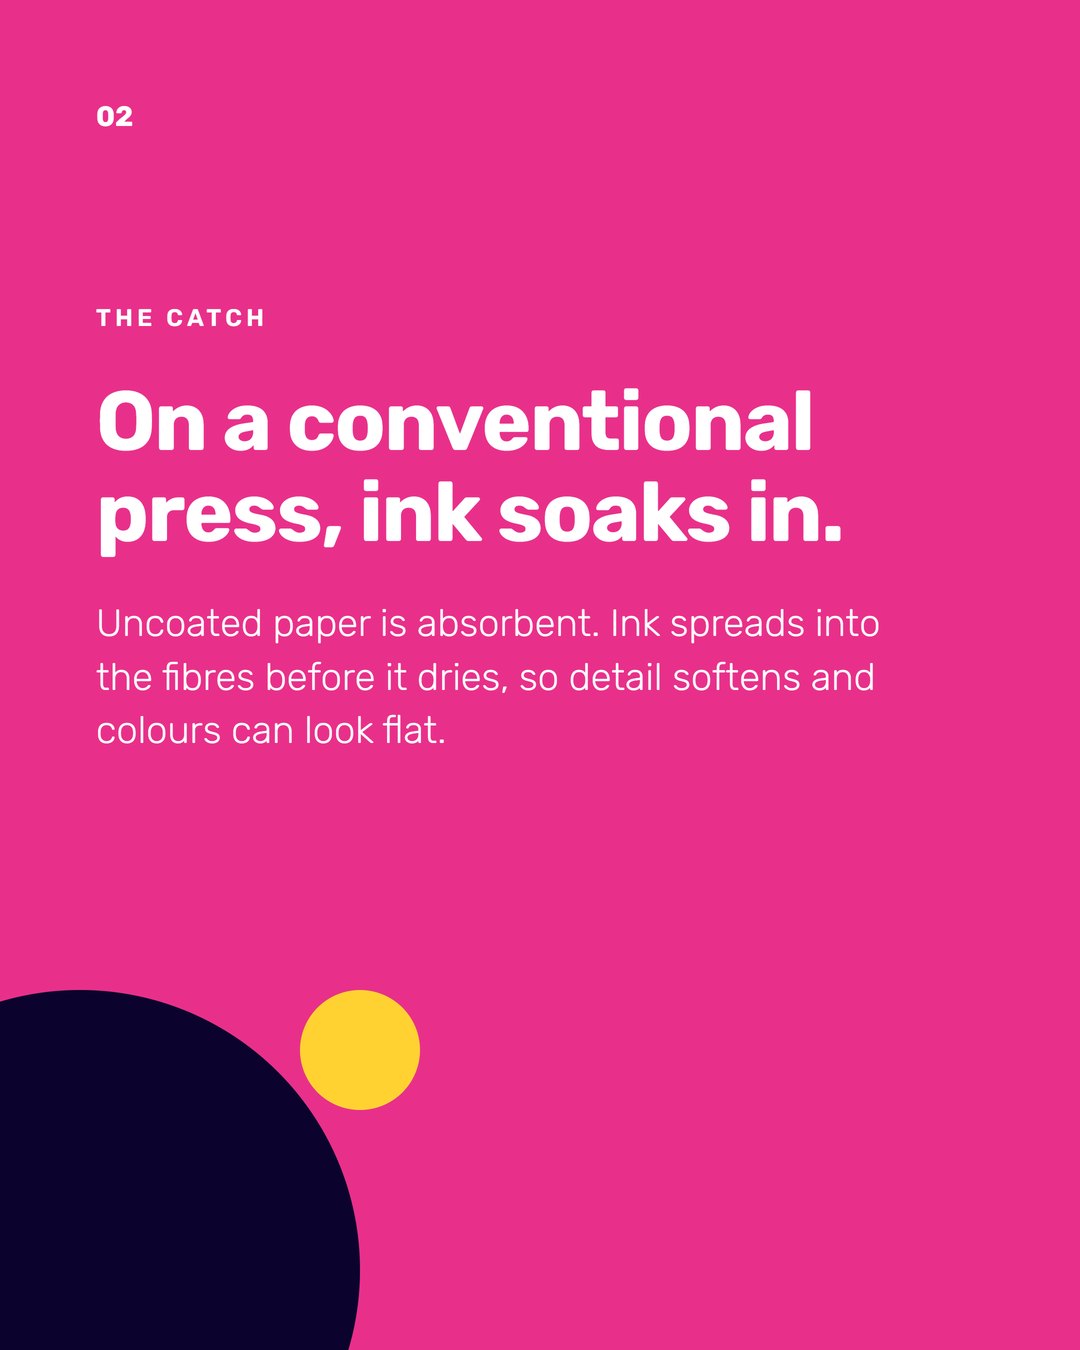 02
THE CATCH
On a conventional
press, ink soaks in.
Uncoated paper is absorbent. Ink spreads into
the fibres before it dries, so detail softens and
colours can look flat.